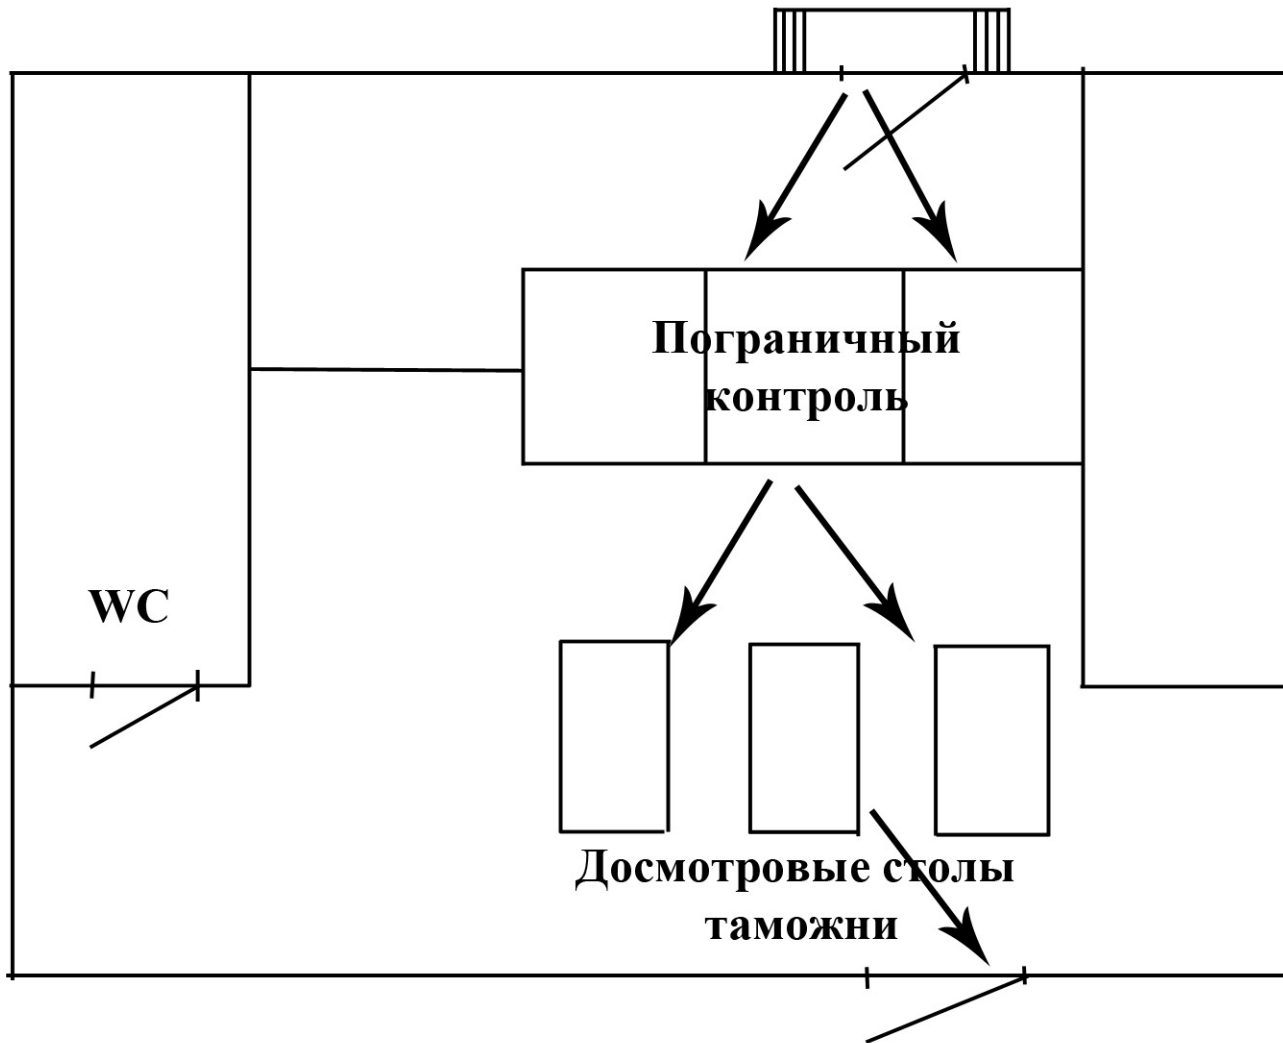 Пограничный
контроль
WC
Досмотровые столы
таможни